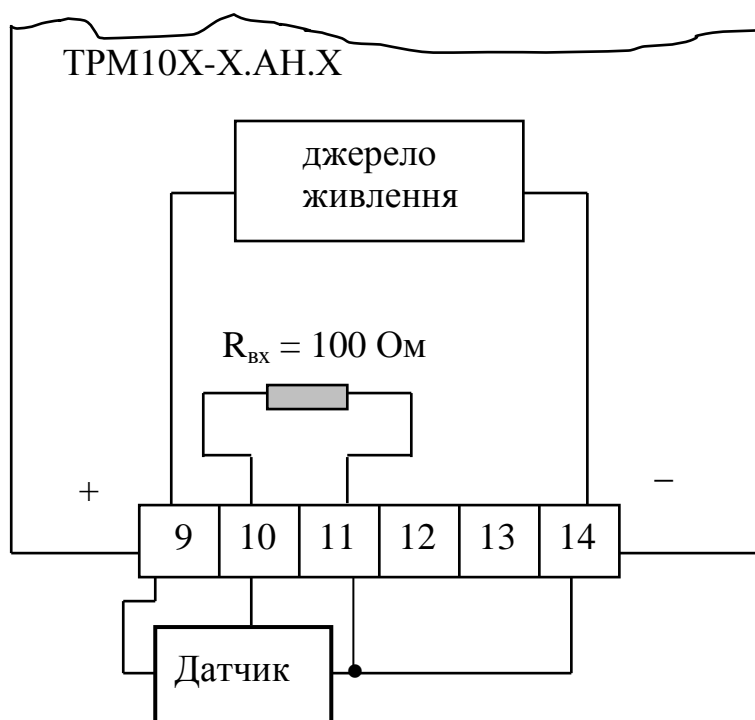 ТРМ10Х-Х.АН.Х
джерело
живлення
Rвх = 100 Ом
+ −
9 10 11 12 13 14
Датчик